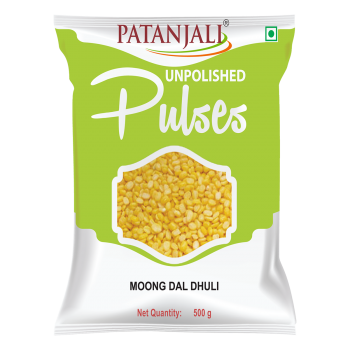 PATANJALI®
UNPOLISHED
Pulses
MOONG DAL DHULI
Net Quantity: 500 g